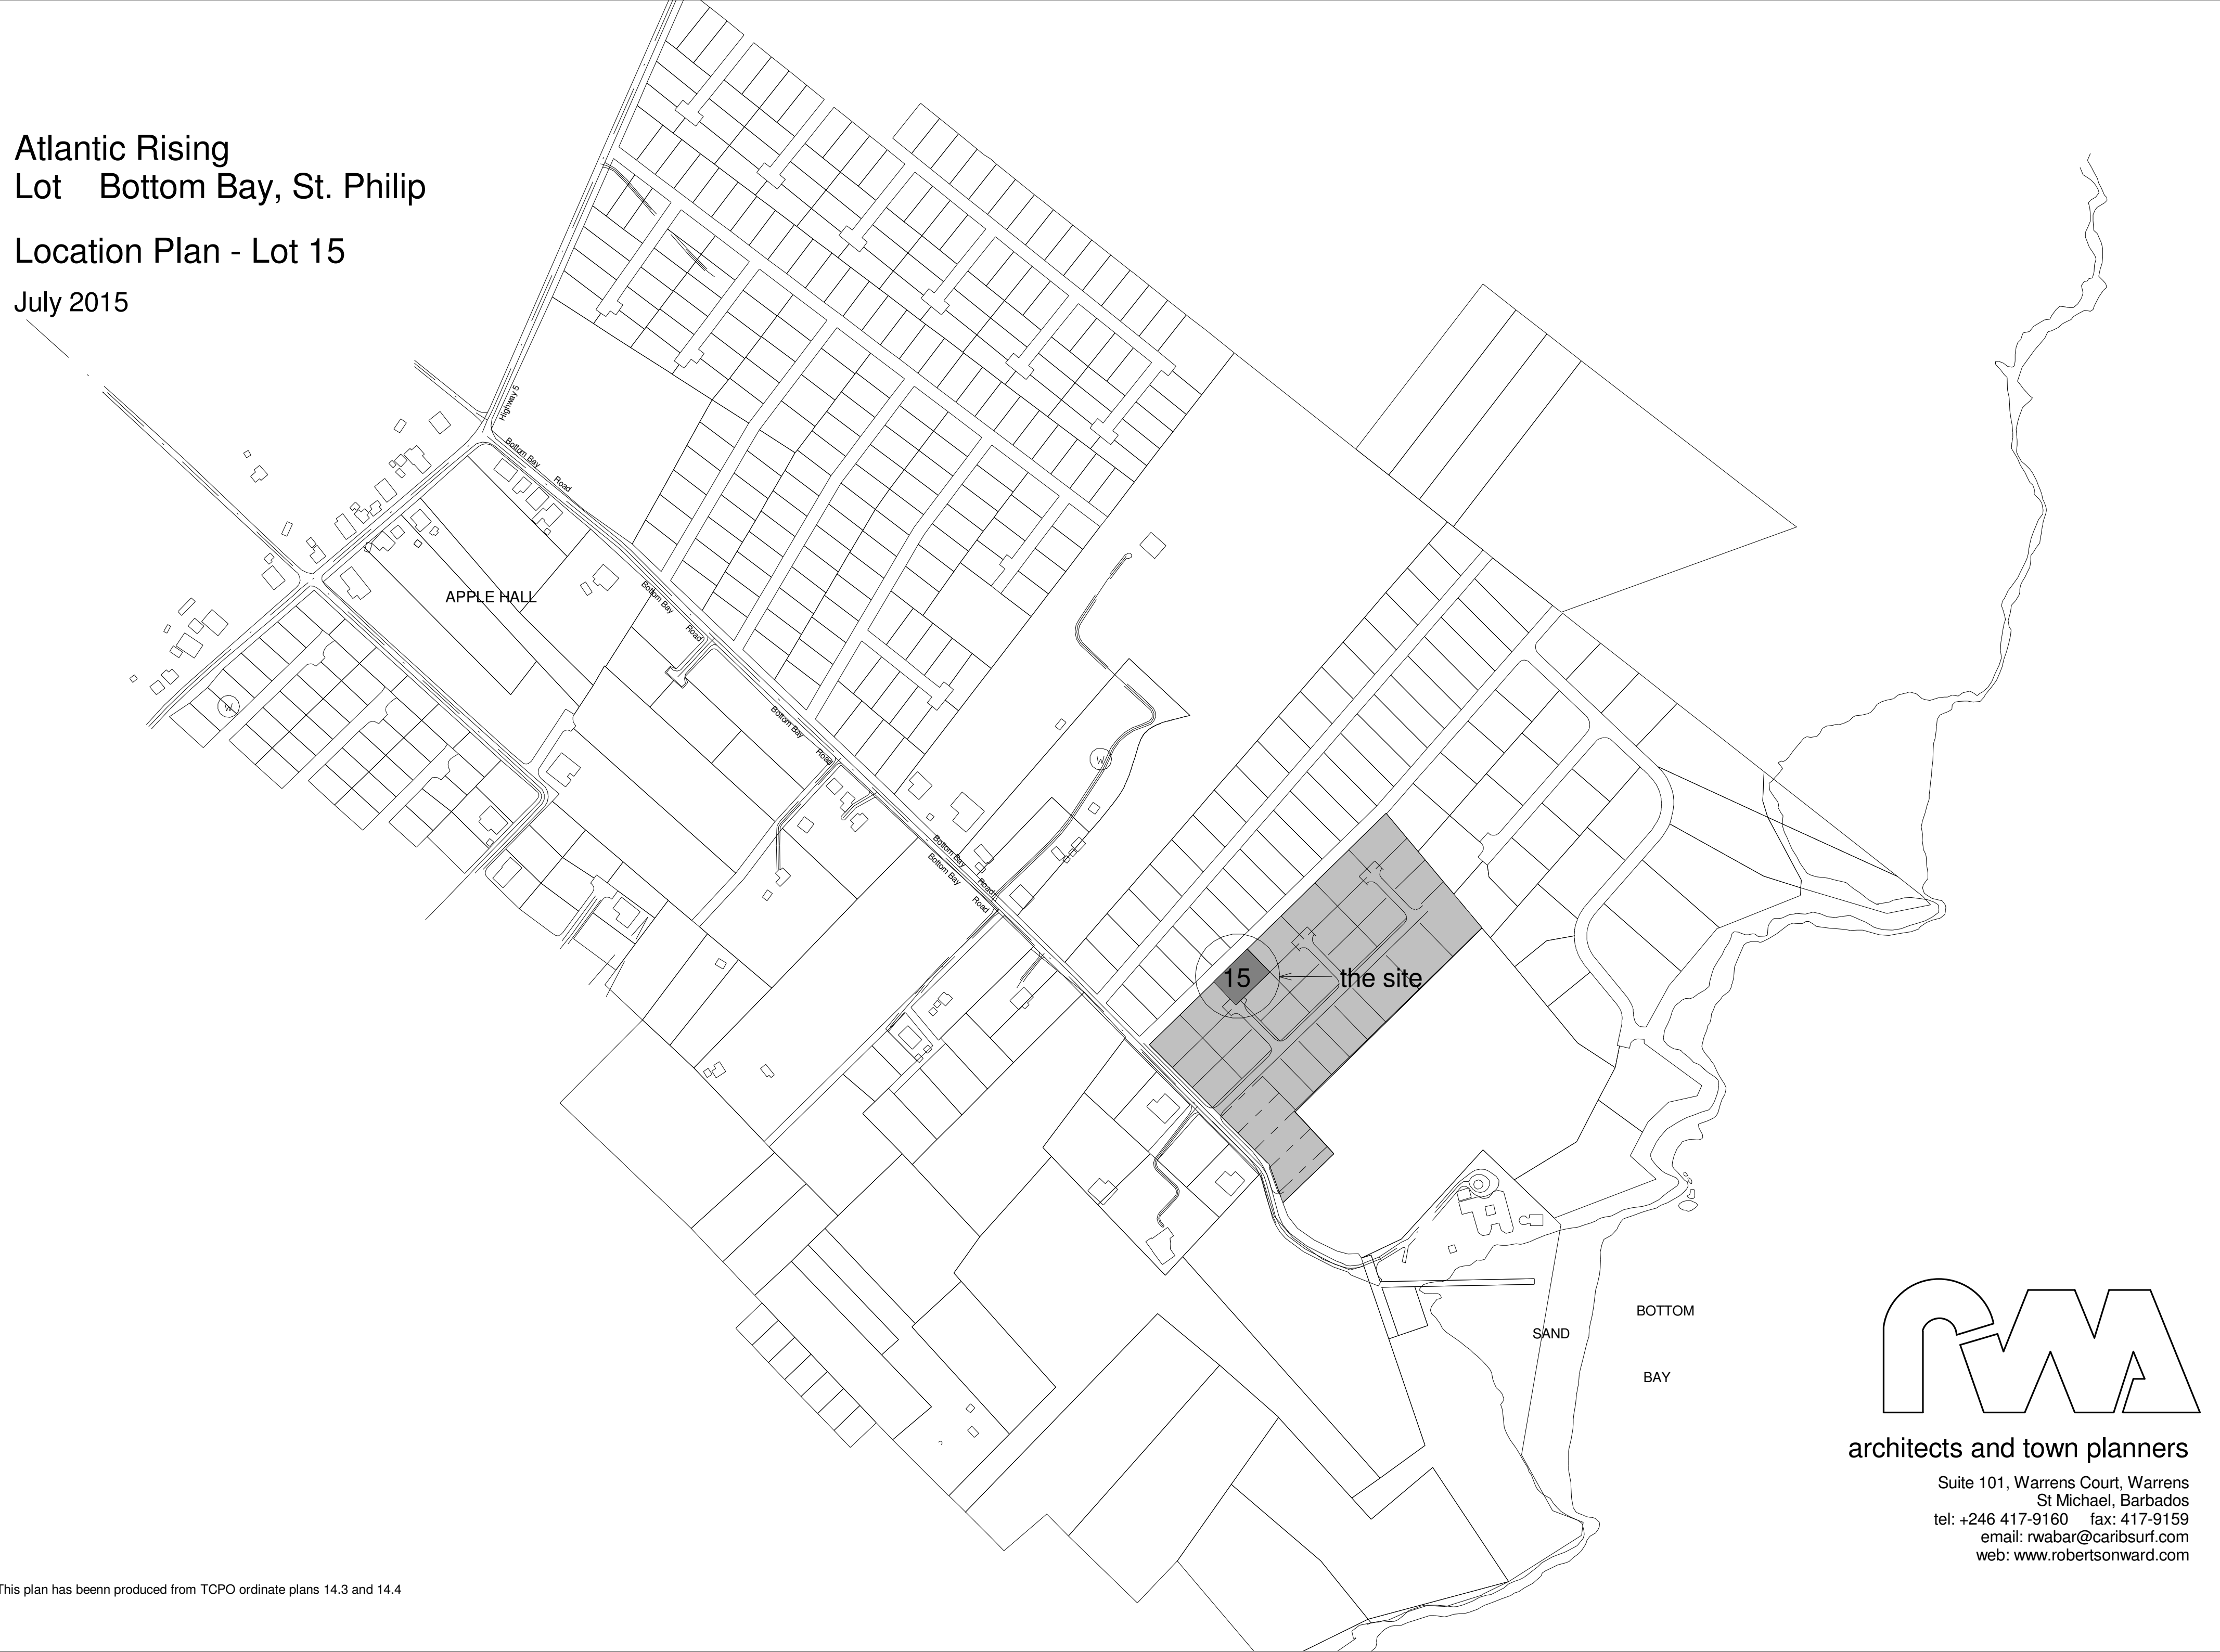 Atlantic Rising
Lot    Bottom Bay, St. Philip
Location Plan - Lot 15
July 2015
Highway 5
Bottom Bay
Road
APPLE HALL
Bottom Bay
Road
W
Bottom Bay
Road
W
Bottom Bay
Road
Bottom Bay
Road
15
the site
BOTTOM
SAND
BAY
rwa
architects and town planners
Suite 101, Warrens Court, Warrens
St Michael, Barbados
tel: +246 417-9160    fax: 417-9159
email: rwabar@caribsurf.com
web: www.robertsonward.com
This plan has beenn produced from TCPO ordinate plans 14.3 and 14.4